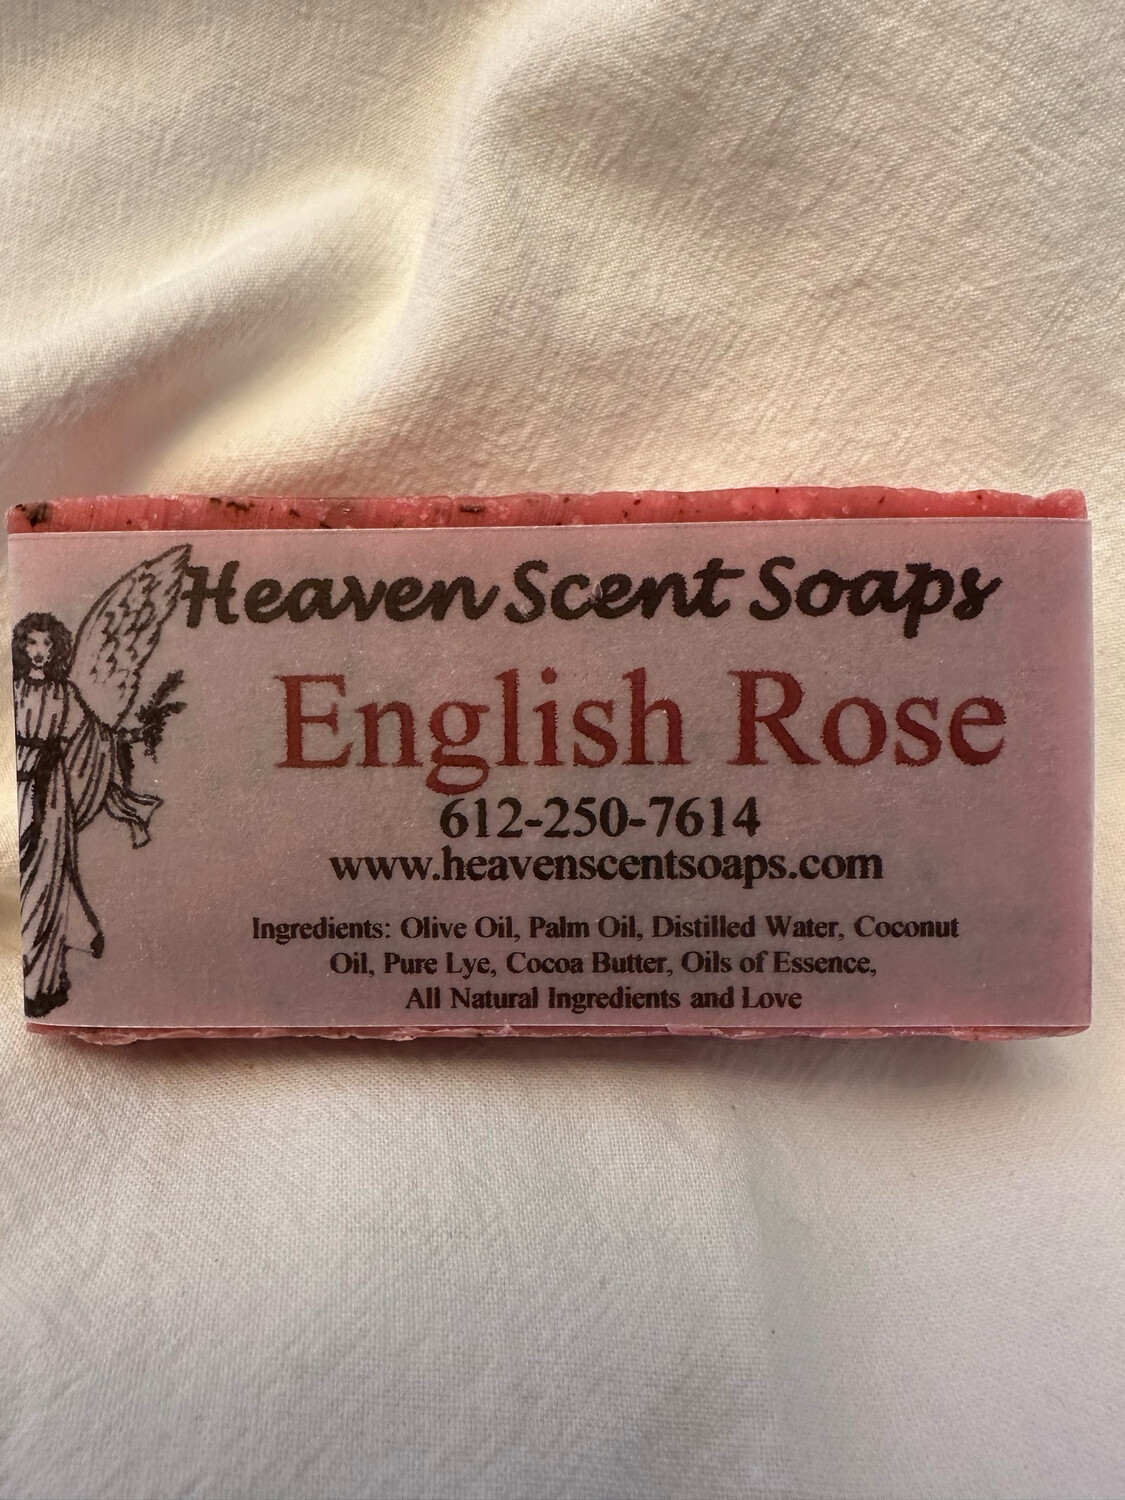 Heaven Scent Soaps
English Rose
612-250-7614
www.heavenscentsoaps.com
Ingredients: Olive Oil, Palm Oil, Distilled Water, Coconut
Oil, Pure Lye, Cocoa Butter, Oils of Essence,
All Natural Ingredients and Love